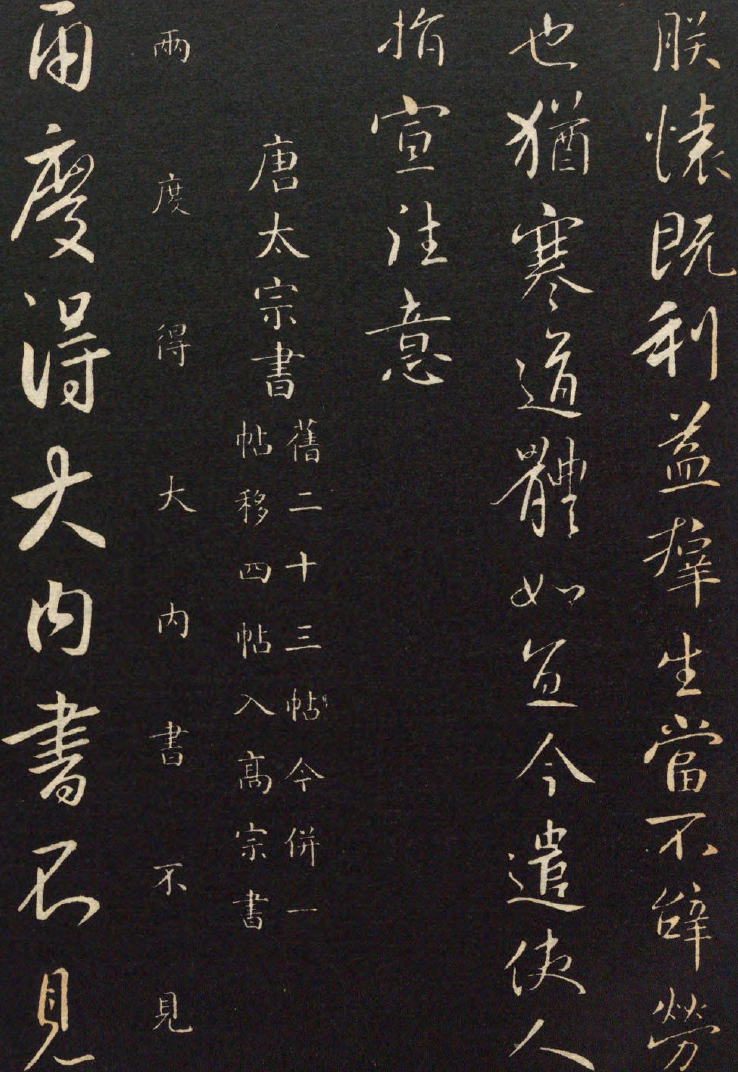 朕懐既利益群生當不辭勞
也猶寒道體如宜今遣使人
指宣往意
唐太宗書
舊二十三帖今併一
帖移四帖入高宗書
兩度得大內書不見
兩度得大內書不見